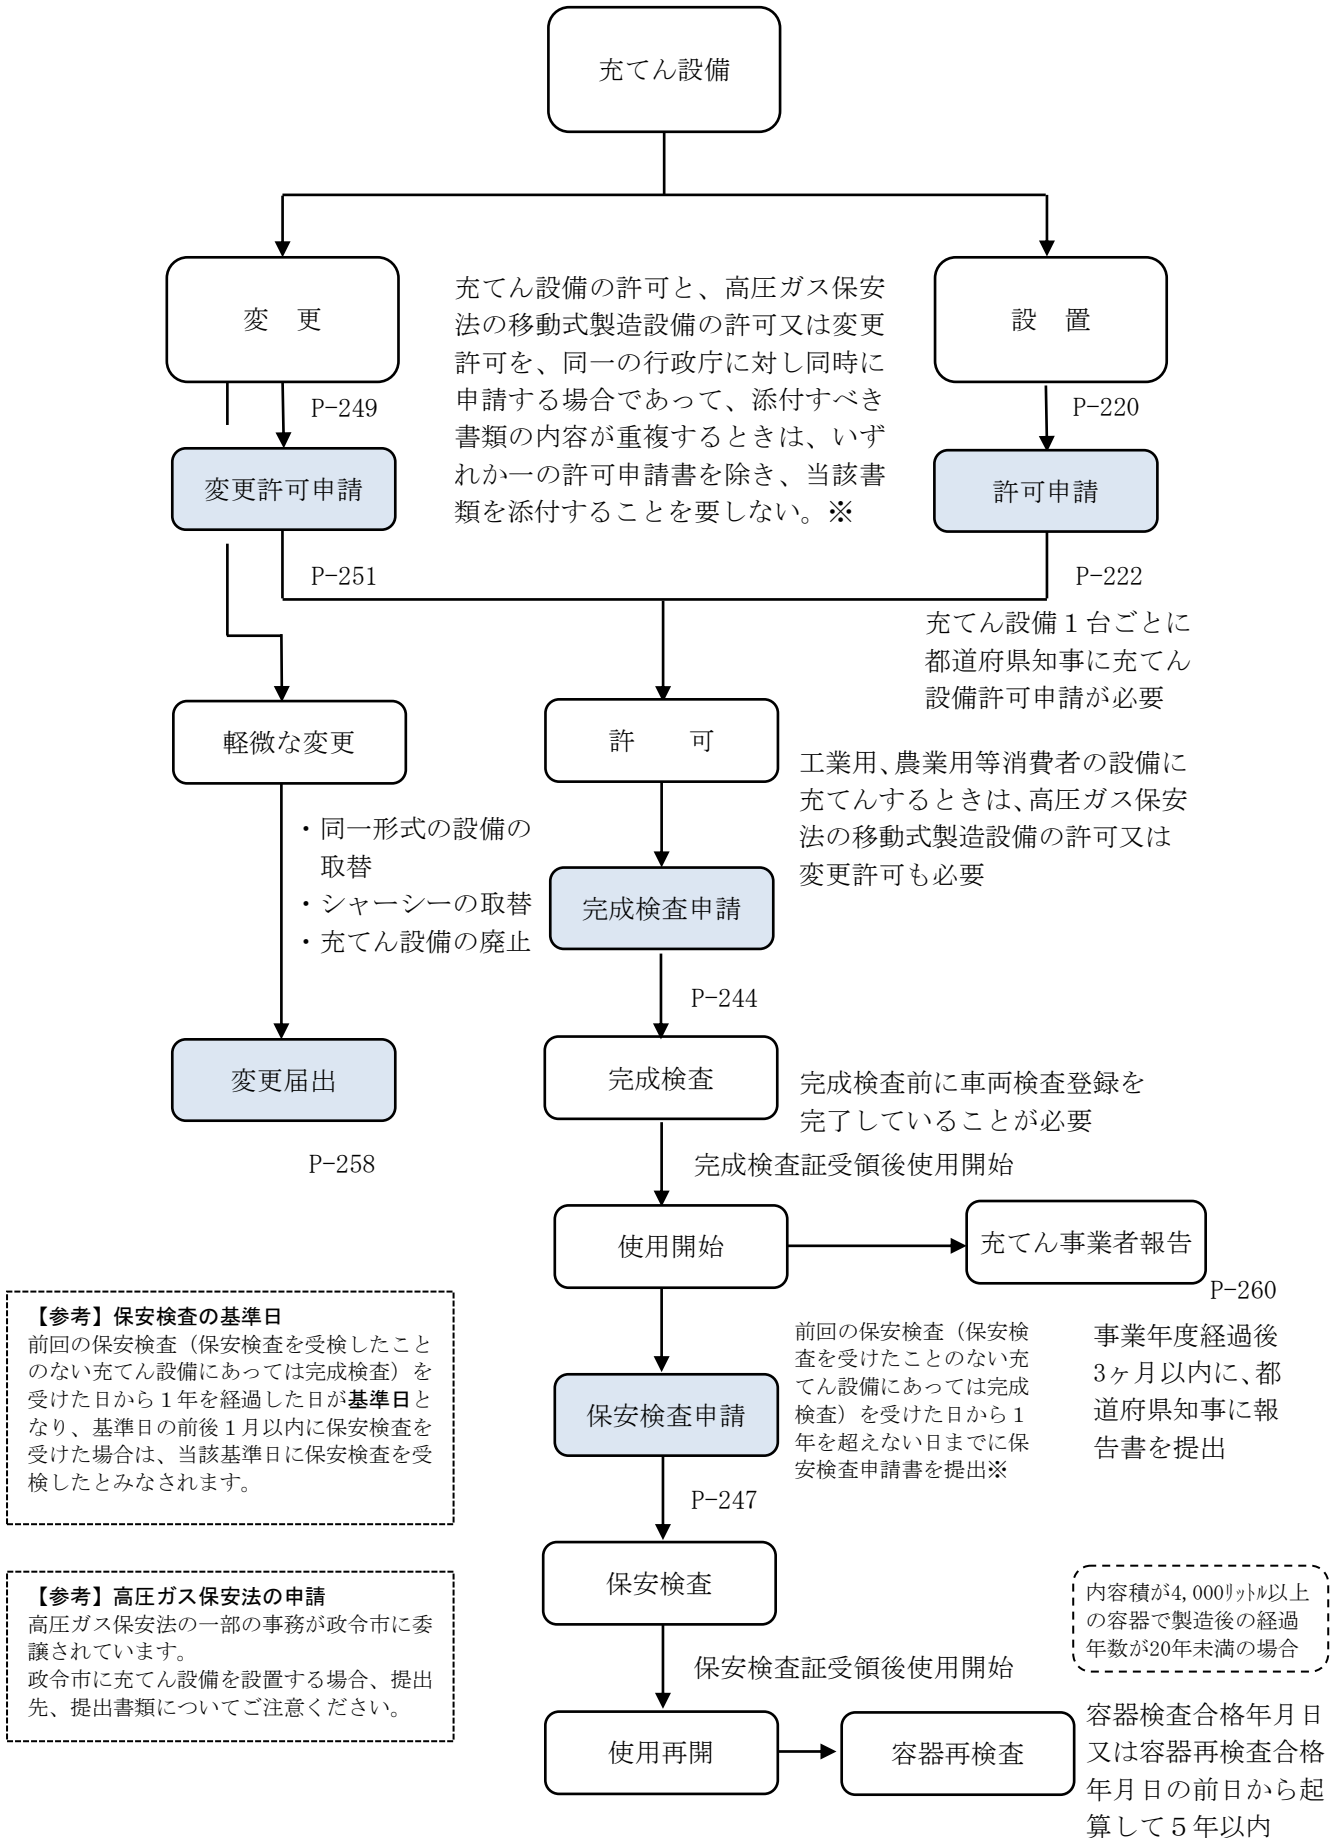 充てん設備
変　更
充てん設備の許可と、高圧ガス保安
法の移動式製造設備の許可又は変更
許可を、同一の行政庁に対し同時に
申請する場合であって、添付すべき
書類の内容が重複するときは、いず
れか一の許可申請書を除き、当該書
類を添付することを要しない。※
設　置
P-249
P-220
変更許可申請
許可申請
P-251
P-222
充てん設備１台ごとに
都道府県知事に充てん
設備許可申請が必要
軽微な変更
許　　可
工業用、農業用等消費者の設備に
充てんするときは、高圧ガス保安
法の移動式製造設備の許可又は
変更許可も必要
・同一形式の設備の
取替
・シャーシーの取替
・充てん設備の廃止
完成検査申請
P-244
変更届出
完成検査
完成検査前に車両検査登録を
完了していることが必要
P-258
完成検査証受領後使用開始
使用開始
充てん事業者報告
P-260
【参考】保安検査の基準日
前回の保安検査（保安検査を受検したこと
のない充てん設備にあっては完成検査）を
受けた日から１年を経過した日が基準日と
なり、基準日の前後１月以内に保安検査を
受けた場合は、当該基準日に保安検査を受
検したとみなされます。
保安検査申請
前回の保安検査（保安検
査を受けたことのない充
てん設備にあっては完成
検査）を受けた日から１
年を超えない日までに保
安検査申請書を提出※
事業年度経過後
3ヶ月以内に、都
道府県知事に報
告書を提出
P-247
【参考】高圧ガス保安法の申請
高圧ガス保安法の一部の事務が政令市に委
譲されています。
政令市に充てん設備を設置する場合、提出
先、提出書類についてご注意ください。
保安検査
内容積が4,000ﾘｯﾄﾙ以上
の容器で製造後の経過
年数が20年未満の場合
保安検査証受領後使用開始
使用再開
容器再検査
容器検査合格年月日
又は容器再検査合格
年月日の前日から起
算して５年以内